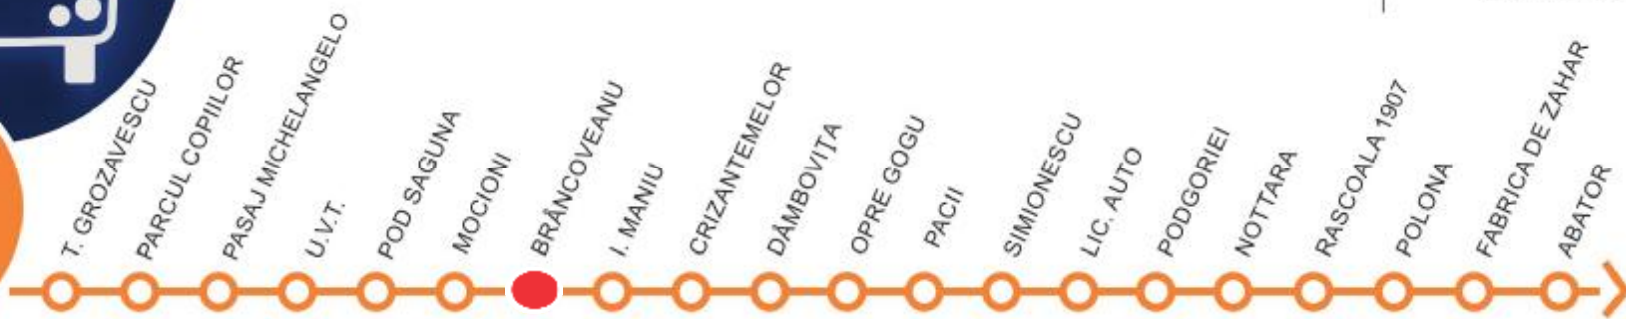 T. GROZAVESCU
PARCUL COPIILOR
PASAJ MICHELANGELO
U.V.T.
POD SAGUNA
MOCIONI
BRÂNCOVEANU
I. MANIU
CRIZANTEMELOR
DÂMBOVIŢA
OPRE GOGU
PACII
SIMIONESCU
LIC. AUTO
PODGORIEI
NOTTARA
RASCOALA 1907
POLONA
FABRICA DE ZAHAR
ABATOR